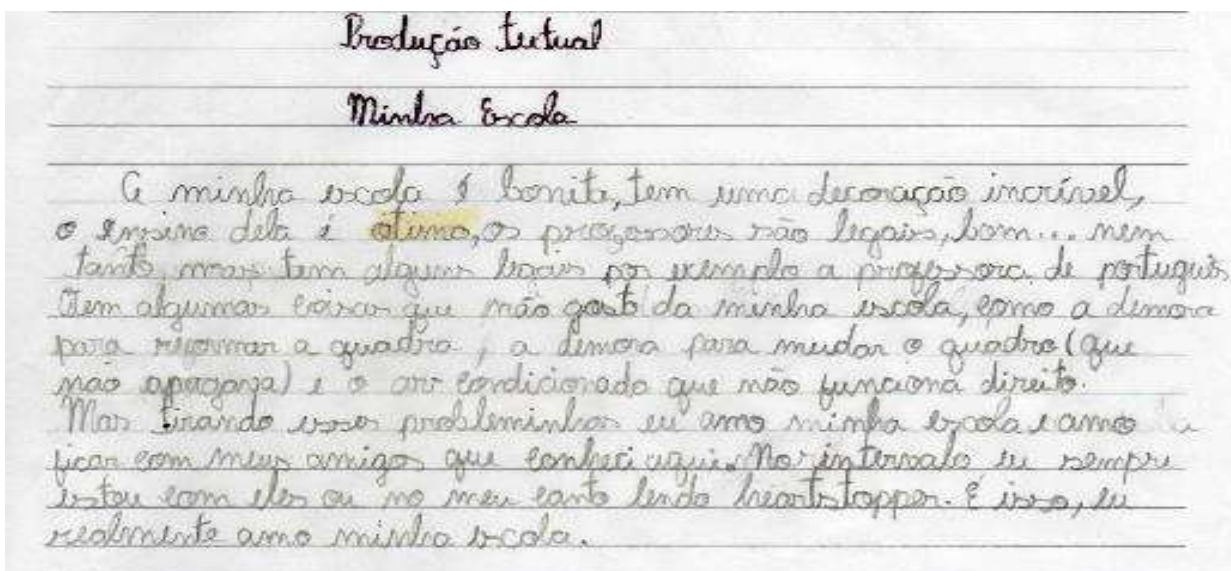 Produção textual
Minha Escola
A minha escola é bonita, tem uma decoração incrível,
o ensino dela é ótimo, os professores são legais, bom... nem
tanto, mas tem alguns legais por exemplo a professora de português
Tem algumas coisas que não gosto da minha escola, como a demora
para reformar a quadra, a demora para mudar o quadro (que
não apagava) e o ar condicionado que não funciona direito.
Mas tirando esses probleminhas eu amo minha escola e amo
ficar com meus amigos que conheci aqui. No intervalo eu sempre
estou com eles ou no meu canto lendo heartstopper. É isso, eu
realmente amo minha escola.